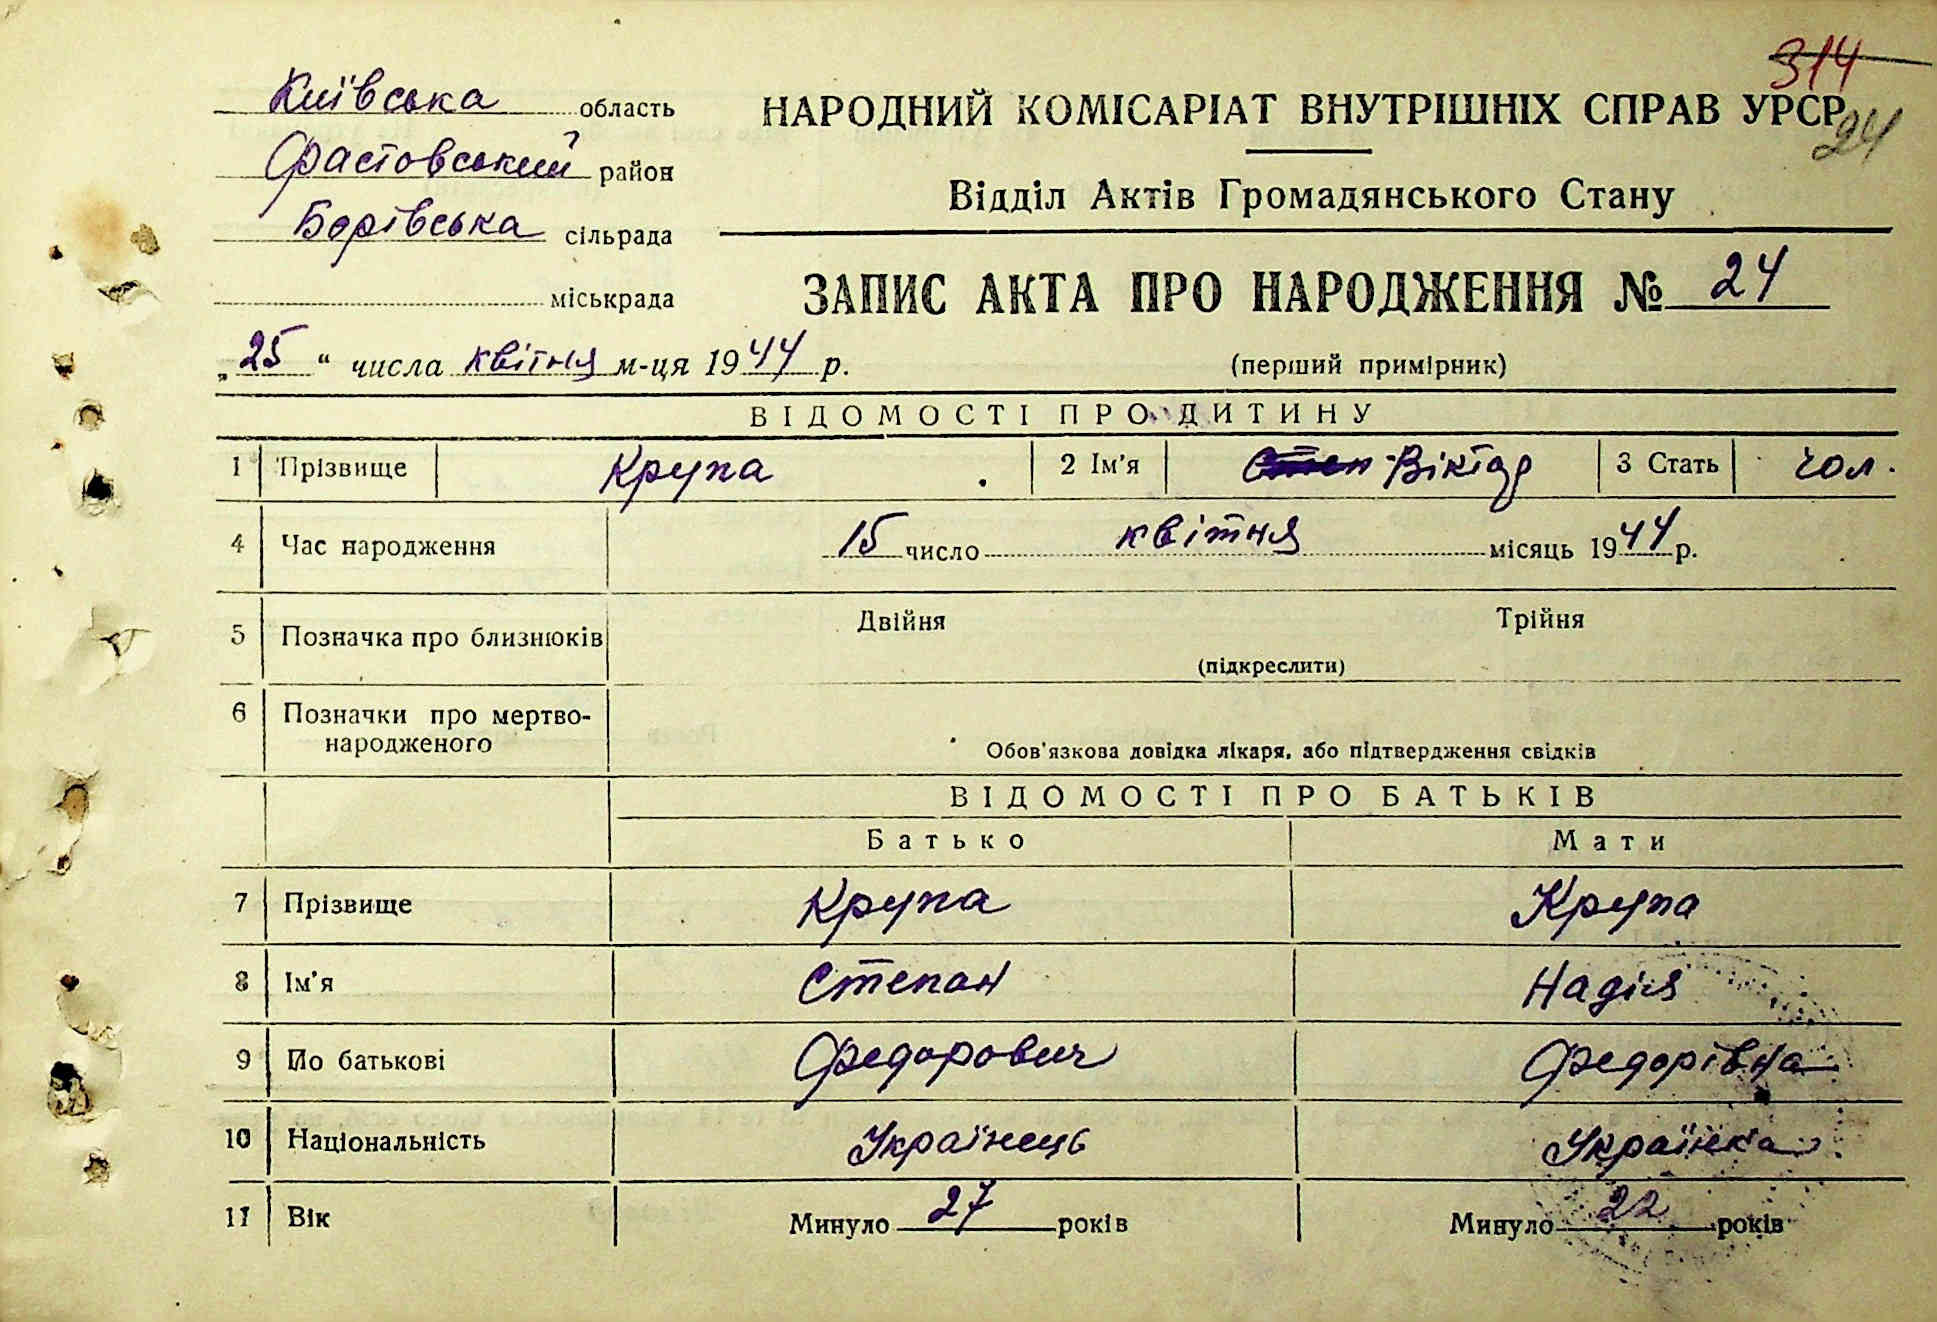 314
Київська область
НАРОДНИЙ КОМІСАРІАТ ВНУТРІШНІХ СПРАВ УРСР
24
Фастовський район
Відділ Актів Громадянського Стану
Борівська сільрада
міськрада
ЗАПИС АКТА ПРО НАРОДЖЕННЯ № 24
„25“ числа квітня м-ця 1944 р.
(перший примірник)
ВІДОМОСТІ ПРО ДИТИНУ
1 Прізвище Крупа 2 Ім'я Віктор 3 Стать чол.
4 Час народження 15 число квітня місяць 1944 р.
5 Позначка про близнюків Двійня Трійня
(підкреслити)
6 Позначки про мертво-
народженого
Обов'язкова довідка лікаря, або підтвердження свідків
ВІДОМОСТІ ПРО БАТЬКІВ
Батько Мати
7 Прізвище Крупа Крупа
8 Ім'я Степан Надія
9 По батькові Федорович Федорівна
10 Національність Українець Українка
11 Вік Минуло 27 років Минуло 22 років